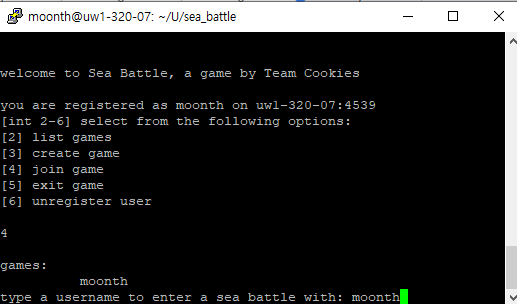 moonth@uw1-320-07: ~/U/sea_battle
welcome to Sea Battle, a game by Team Cookies
you are registered as moonth on uw1-320-07:4539
[int 2-6] select from the following options:
[2] list games
[3] create game
[4] join game
[5] exit game
[6] unregister user
4
games:
moonth
type a username to enter a sea battle with: moonth